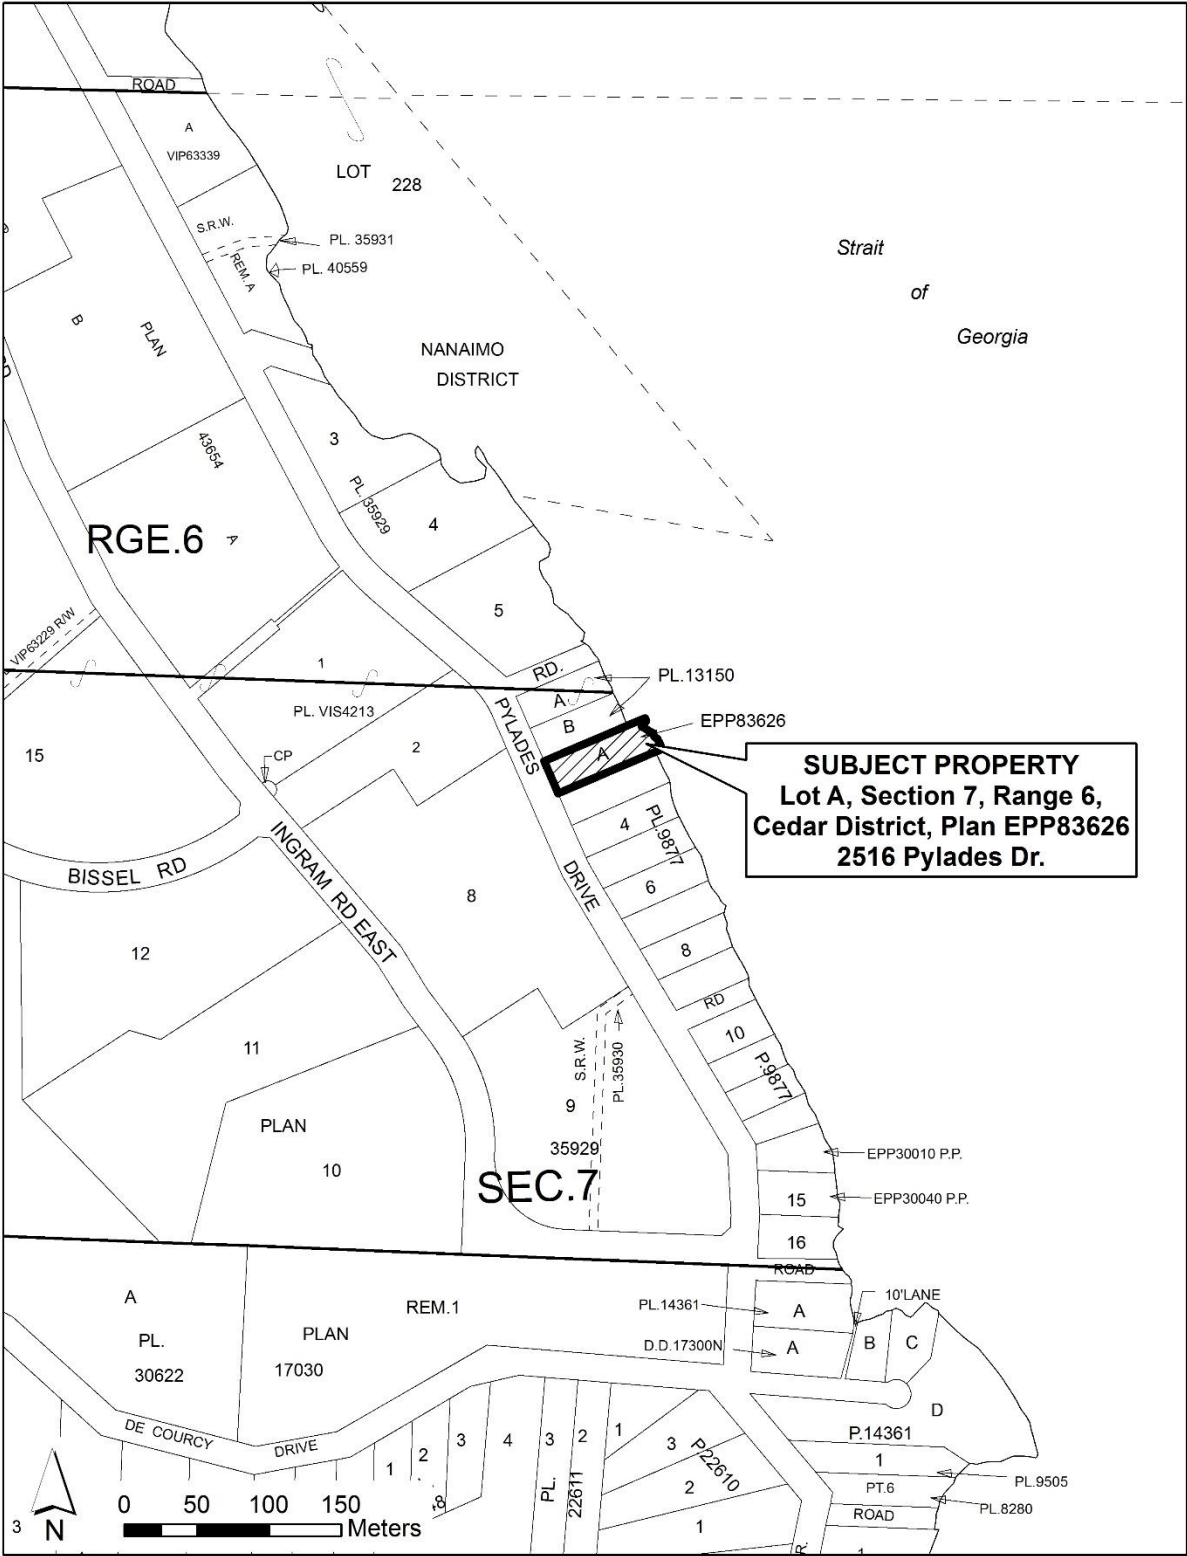 ROAD
A
VIP63339
LOT
228
S.R.W.
PL. 35931
REM. A
PL. 40559
Strait
of
Georgia
B
PLAN
NANAIMO
DISTRICT
43654
A
3
PL. 35929
4
RGE.6
5
VIP63229 R/W
1
RD.
PL.13150
PL. VIS4213
A
PYLADES
B
EPP83626
15
2
A
CP
SUBJECT PROPERTY
Lot A, Section 7, Range 6,
Cedar District, Plan EPP83626
2516 Pylades Dr.
4
PL.9877
BISSEL RD
INGRAM RD EAST
8
DRIVE
6
12
8
RD
10
11
S.R.W.
PL.35930
P.9877
9
PLAN
35929
10
EPP30010 P.P.
SEC.7
15
EPP30040 P.P.
16
ROAD
A
REM.1
PL.14361
A
10'LANE
PL.
PLAN
D.D.17300N
A
B
C
30622
17030
D
DE COURCY
DRIVE
1
2
3
4
3
2
1
3
P.22610
P.14361
1
PL.9505
PL.
22611
2
PT.6
PL.8280
ROAD
1
1
3
N
0 50 100 150
Meters
R.